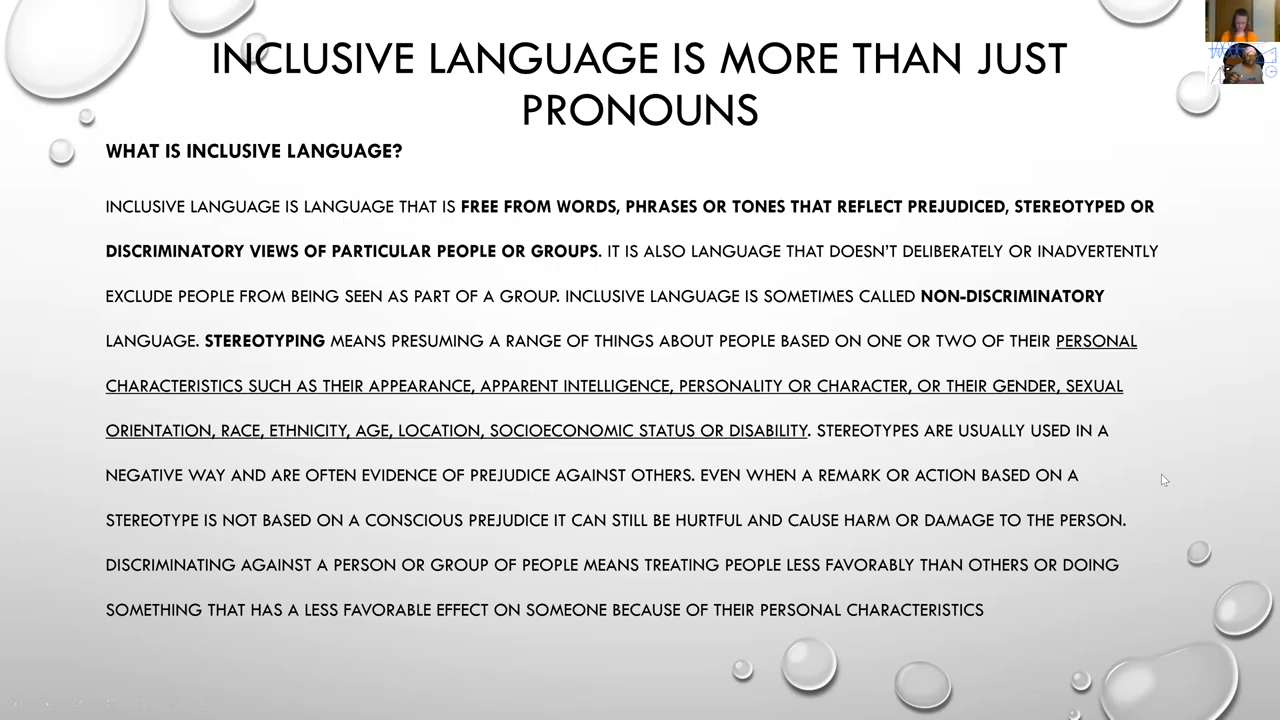 INCLUSIVE LANGUAGE IS MORE THAN JUST
PRONOUNS
WHAT IS INCLUSIVE LANGUAGE?
INCLUSIVE LANGUAGE IS LANGUAGE THAT IS FREE FROM WORDS, PHRASES OR TONES THAT REFLECT PREJUDICED, STEREOTYPED OR
DISCRIMINATORY VIEWS OF PARTICULAR PEOPLE OR GROUPS. IT IS ALSO LANGUAGE THAT DOESN'T DELIBERATELY OR INADVERTENTLY
EXCLUDE PEOPLE FROM BEING SEEN AS PART OF A GROUP. INCLUSIVE LANGUAGE IS SOMETIMES CALLED NON-DISCRIMINATORY
LANGUAGE. STEREOTYPING MEANS PRESUMING A RANGE OF THINGS ABOUT PEOPLE BASED ON ONE OR TWO OF THEIR PERSONAL
CHARACTERISTICS SUCH AS THEIR APPEARANCE, APPARENT INTELLIGENCE, PERSONALITY OR CHARACTER, OR THEIR GENDER, SEXUAL
ORIENTATION, RACE, ETHNICITY, AGE, LOCATION, SOCIOECONOMIC STATUS OR DISABILITY. STEREOTYPES ARE USUALLY USED IN A
NEGATIVE WAY AND ARE OFTEN EVIDENCE OF PREJUDICE AGAINST OTHERS. EVEN WHEN A REMARK OR ACTION BASED ON A
STEREOTYPE IS NOT BASED ON A CONSCIOUS PREJUDICE IT CAN STILL BE HURTFUL AND CAUSE HARM OR DAMAGE TO THE PERSON.
DISCRIMINATING AGAINST A PERSON OR GROUP OF PEOPLE MEANS TREATING PEOPLE LESS FAVORABLY THAN OTHERS OR DOING
SOMETHING THAT HAS A LESS FAVORABLE EFFECT ON SOMEONE BECAUSE OF THEIR PERSONAL CHARACTERISTICS